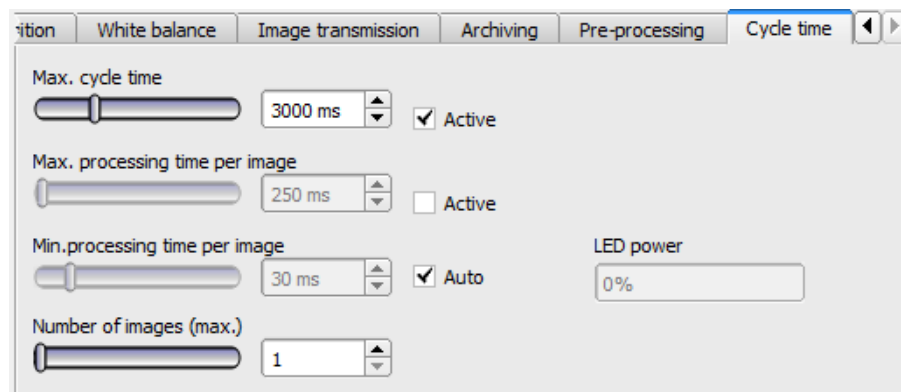 ition White balance Image transmission Archiving Pre-processing Cycle time
Max. cycle time
3000 ms Active
Max. processing time per image
250 ms Active
Min.processing time per image LED power
30 ms Auto 0%
Number of images (max.)
1